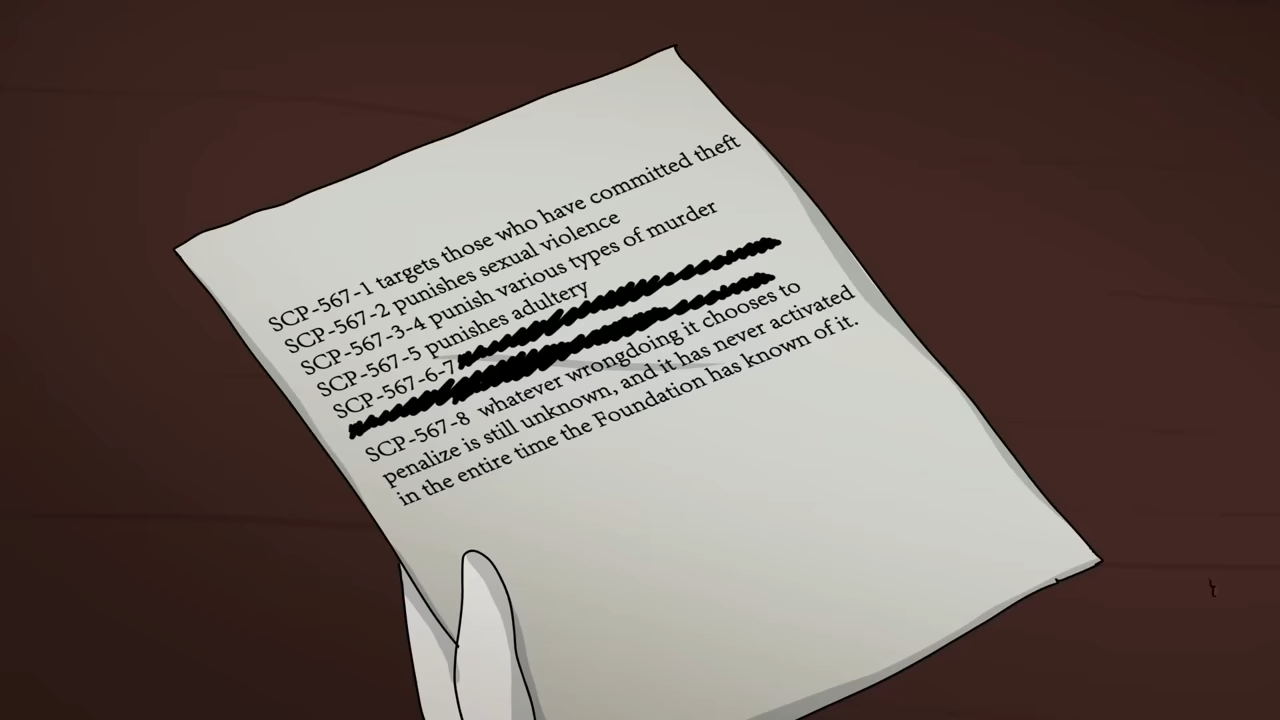 SCP-567-1 targets those who have committed theft
SCP-567-2 punishes sexual violence
SCP-567-3-4 punish various types of murder
SCP-567-5 punishes adultery
SCP-567-6-7
SCP-567-8 whatever wrongdoing it chooses to
penalize is still unknown, and it has never activated
in the entire time the Foundation has known of it.